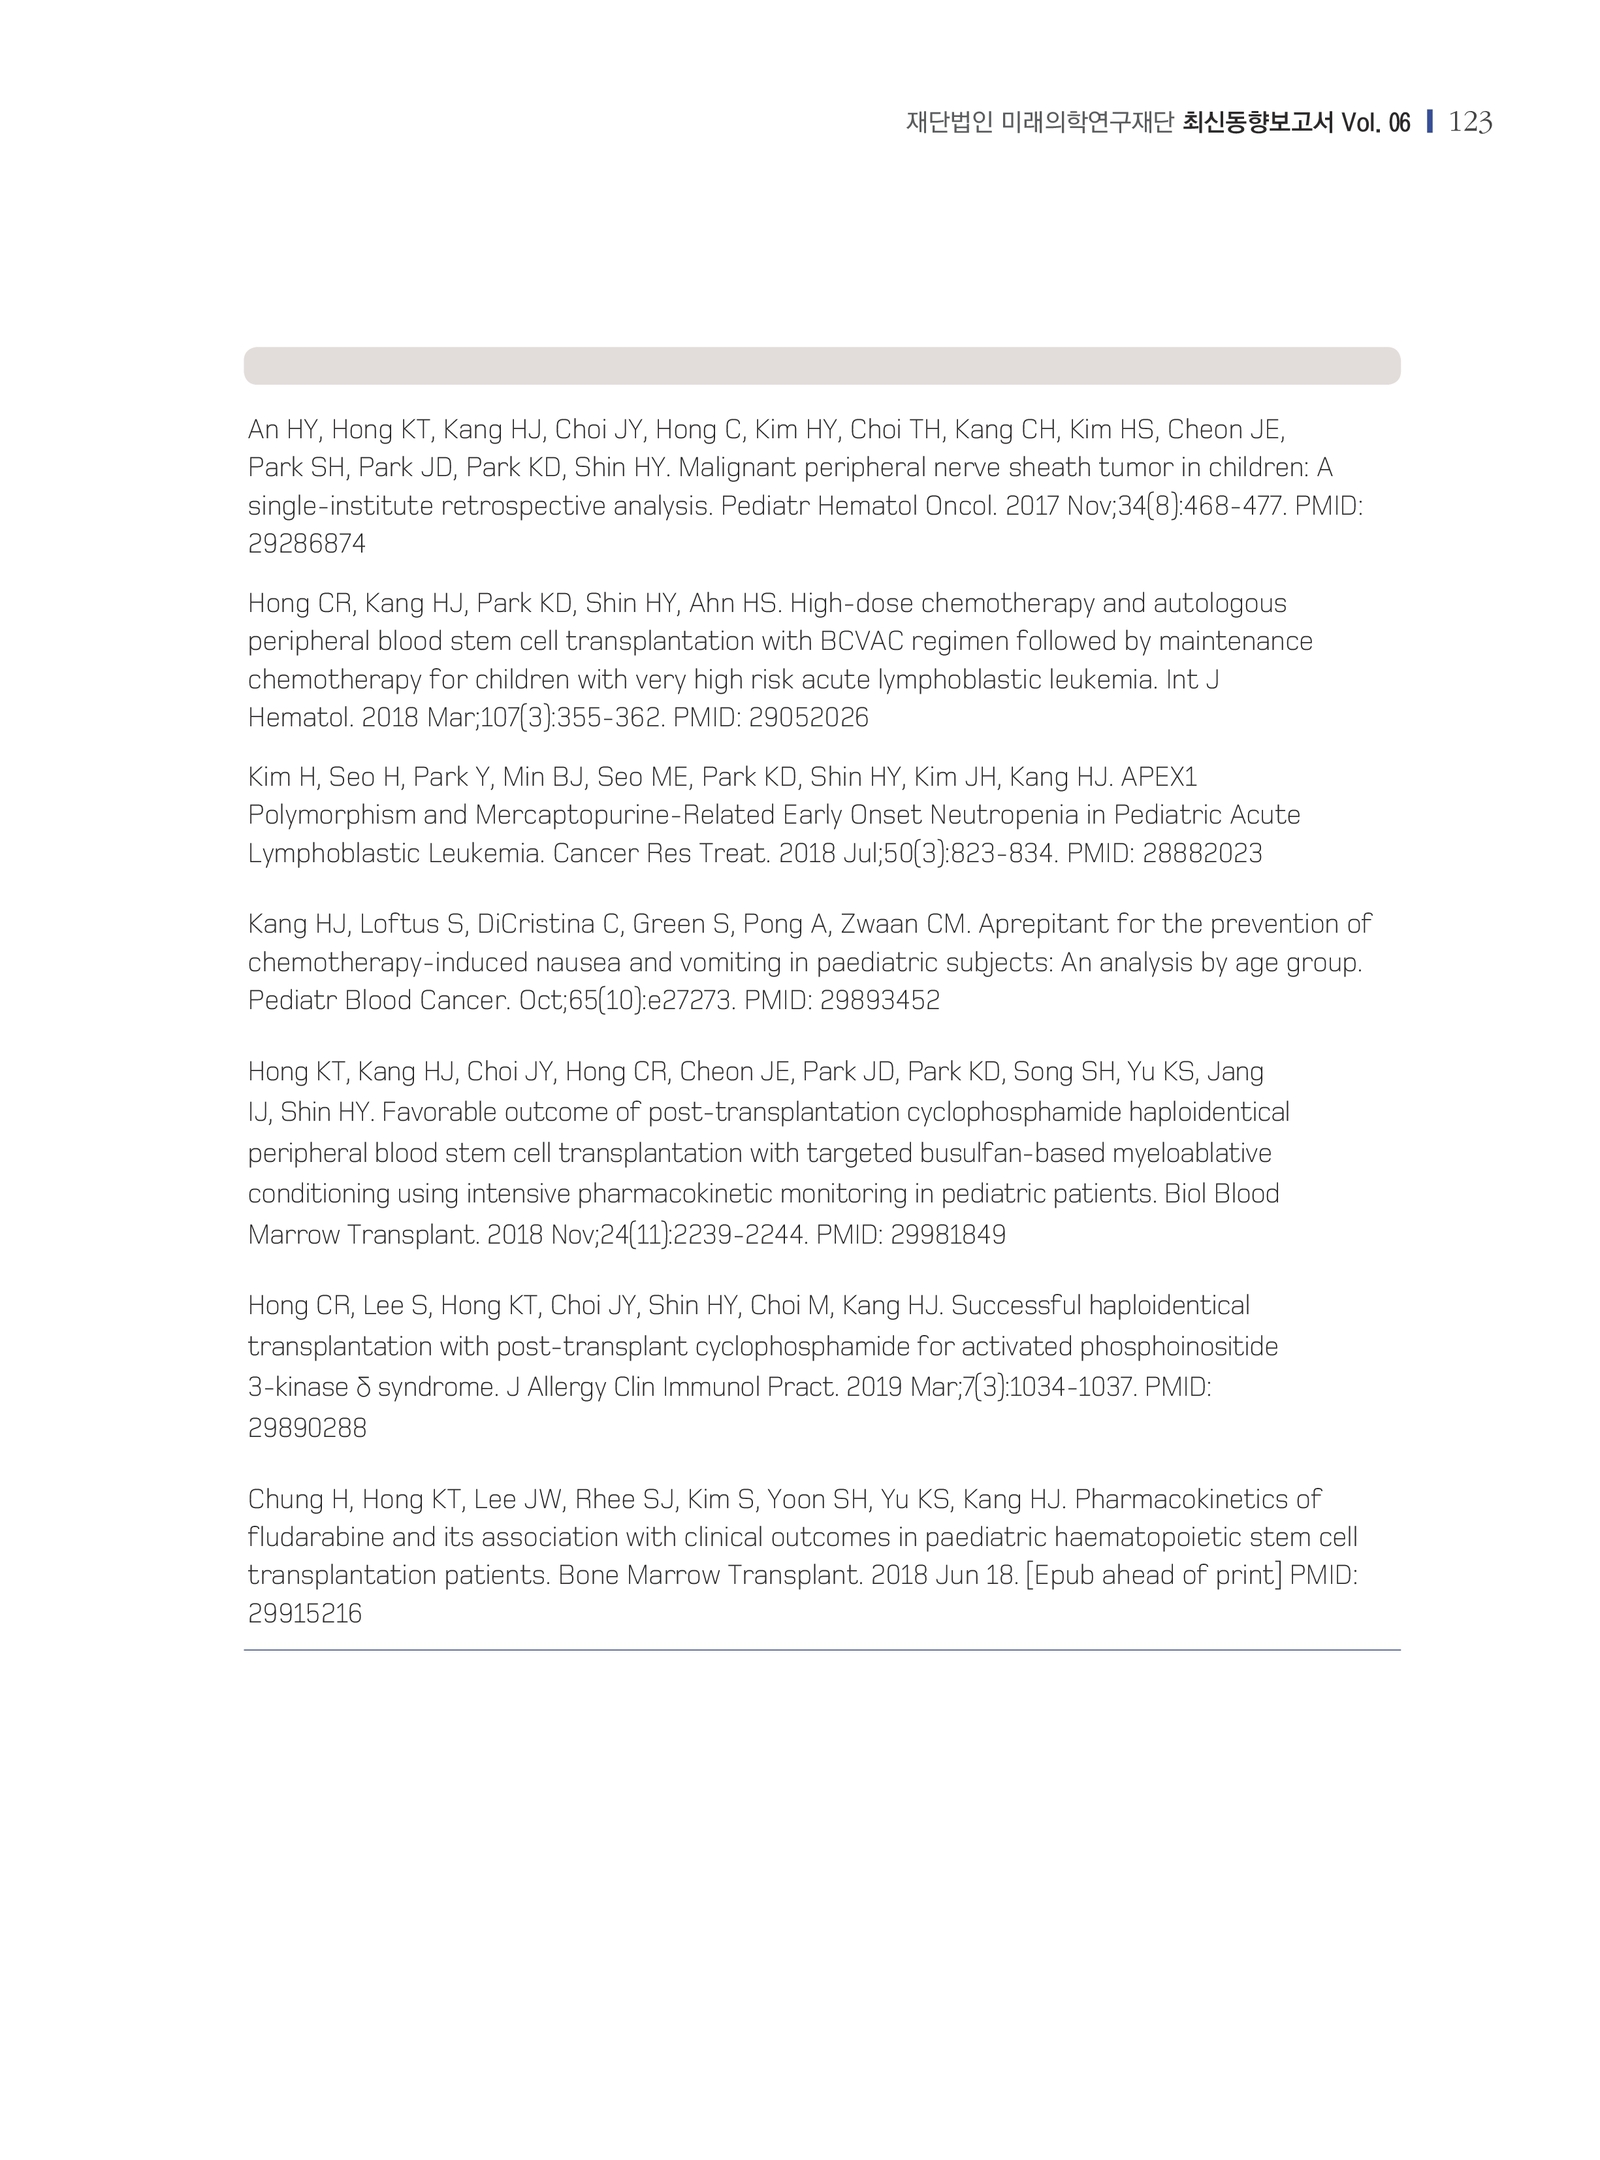 재단법인 미래의학연구재단 최신동향보고서 Vol. 06 123
An HY, Hong KT, Kang HJ, Choi JY, Hong C, Kim HY, Choi TH, Kang CH, Kim HS, Cheon JE,
Park SH, Park JD, Park KD, Shin HY. Malignant peripheral nerve sheath tumor in children: A
single-institute retrospective analysis. Pediatr Hematol Oncol. 2017 Nov;34(8):468-477. PMID:
29286874
Hong CR, Kang HJ, Park KD, Shin HY, Ahn HS. High-dose chemotherapy and autologous
peripheral blood stem cell transplantation with BCVAC regimen followed by maintenance
chemotherapy for children with very high risk acute lymphoblastic leukemia. Int J
Hematol. 2018 Mar;107(3):355-362. PMID: 29052026
Kim H, Seo H, Park Y, Min BJ, Seo ME, Park KD, Shin HY, Kim JH, Kang HJ. APEX1
Polymorphism and Mercaptopurine-Related Early Onset Neutropenia in Pediatric Acute
Lymphoblastic Leukemia. Cancer Res Treat. 2018 Jul;50(3):823-834. PMID: 28882023
Kang HJ, Loftus S, DiCristina C, Green S, Pong A, Zwaan CM. Aprepitant for the prevention of
chemotherapy-induced nausea and vomiting in paediatric subjects: An analysis by age group.
Pediatr Blood Cancer. Oct;65(10):e27273. PMID: 29893452
Hong KT, Kang HJ, Choi JY, Hong CR, Cheon JE, Park JD, Park KD, Song SH, Yu KS, Jang
IJ, Shin HY. Favorable outcome of post-transplantation cyclophosphamide haploidentical
peripheral blood stem cell transplantation with targeted busulfan-based myeloablative
conditioning using intensive pharmacokinetic monitoring in pediatric patients. Biol Blood
Marrow Transplant. 2018 Nov;24(11):2239-2244. PMID: 29981849
Hong CR, Lee S, Hong KT, Choi JY, Shin HY, Choi M, Kang HJ. Successful haploidentical
transplantation with post-transplant cyclophosphamide for activated phosphoinositide
3-kinase δ syndrome. J Allergy Clin Immunol Pract. 2019 Mar;7(3):1034-1037. PMID:
29890288
Chung H, Hong KT, Lee JW, Rhee SJ, Kim S, Yoon SH, Yu KS, Kang HJ. Pharmacokinetics of
fludarabine and its association with clinical outcomes in paediatric haematopoietic stem cell
transplantation patients. Bone Marrow Transplant. 2018 Jun 18. [Epub ahead of print] PMID:
29915216